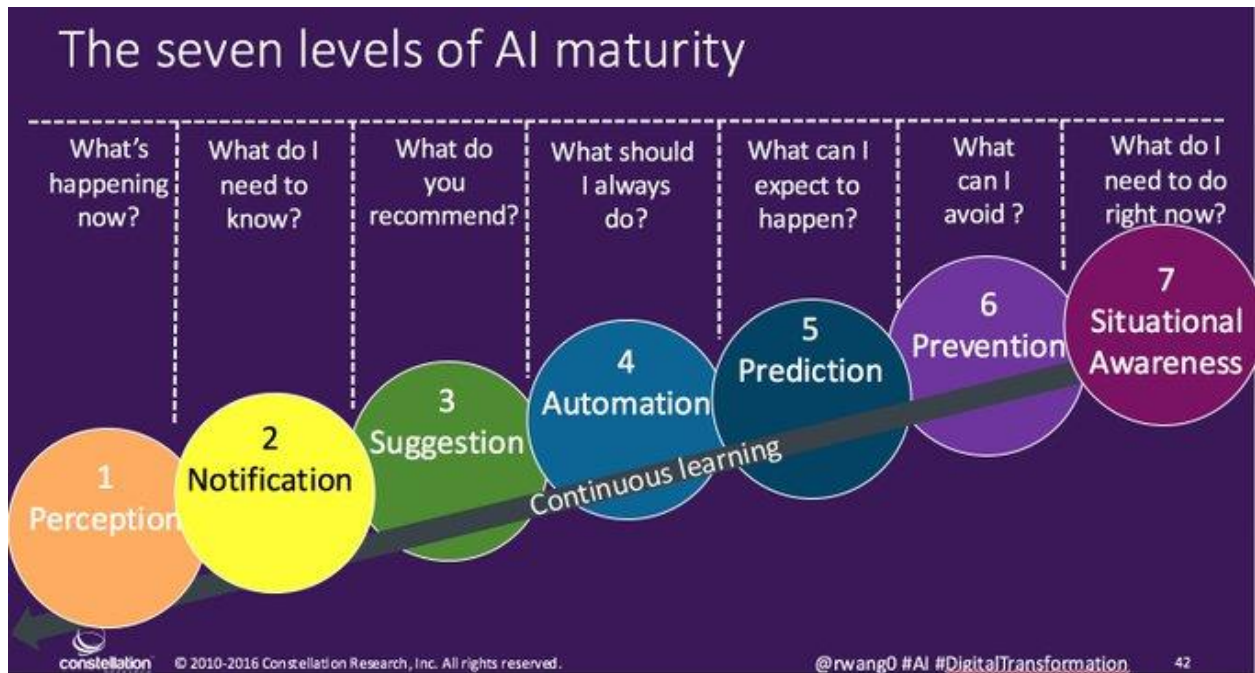 The seven levels of AI maturity
What's
happening
now?
What do I
need to
know?
What do
you
recommend?
What should
I always
do?
What can I
expect to
happen?
What
can I
avoid ?
What do I
need to do
right now?
1
Perception
2
Notification
3
Suggestion
4
Automation
5
Prediction
6
Prevention
7
Situational
Awareness
Continuous learning
constellation
© 2010-2016 Constellation Research, Inc. All rights reserved.
@rwang0 #AI #DigitalTransformation
42